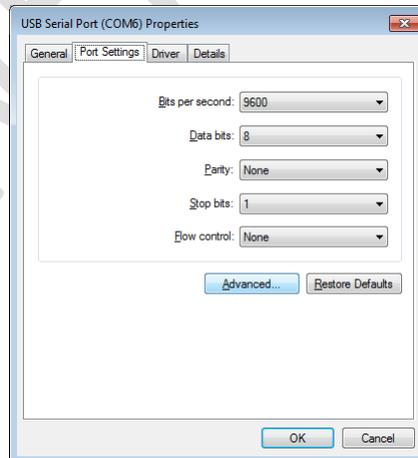 USB Serial Port (COM6) Properties
General Port Settings Driver Details
Bits per second: 9600
Data bits: 8
Parity: None
Stop bits: 1
Flow control: None
Advanced... Restore Defaults
OK Cancel